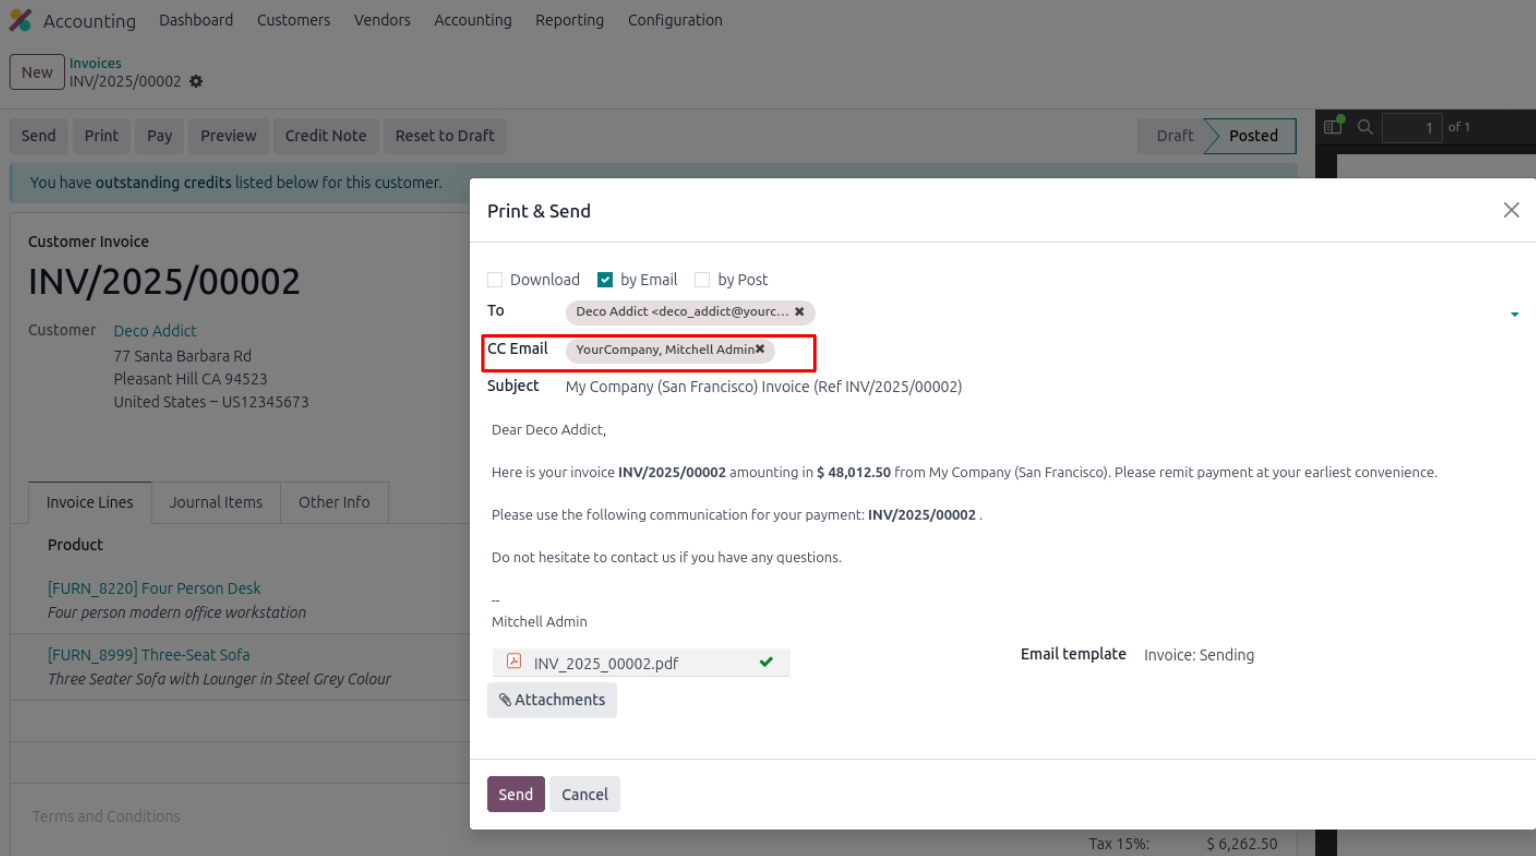 Accounting Dashboard Customers Vendors Accounting Reporting Configuration
New
Invoices
INV/2025/00002
Send Print Pay Preview Credit Note Reset to Draft Draft Posted
1 of 1
You have outstanding credits listed below for this customer.
Customer Invoice
INV/2025/00002
Customer Deco Addict
77 Santa Barbara Rd
Pleasant Hill CA 94523
United States – US12345673
Invoice Lines Journal Items Other Info
Product
[FURN_8220] Four Person Desk
Four person modern office workstation
[FURN_8999] Three-Seat Sofa
Three Seater Sofa with Lounger in Steel Grey Colour
Terms and Conditions
Tax 15%: $ 6,262.50
Print & Send
Download by Email by Post
To Deco Addict <deco_addict@yourc...
CC Email YourCompany, Mitchell Admin
Subject My Company (San Francisco) Invoice (Ref INV/2025/00002)
Dear Deco Addict,
Here is your invoice INV/2025/00002 amounting in $ 48,012.50 from My Company (San Francisco). Please remit payment at your earliest convenience.
Please use the following communication for your payment: INV/2025/00002 .
Do not hesitate to contact us if you have any questions.
--
Mitchell Admin
INV_2025_00002.pdf
Email template Invoice: Sending
Attachments
Send Cancel